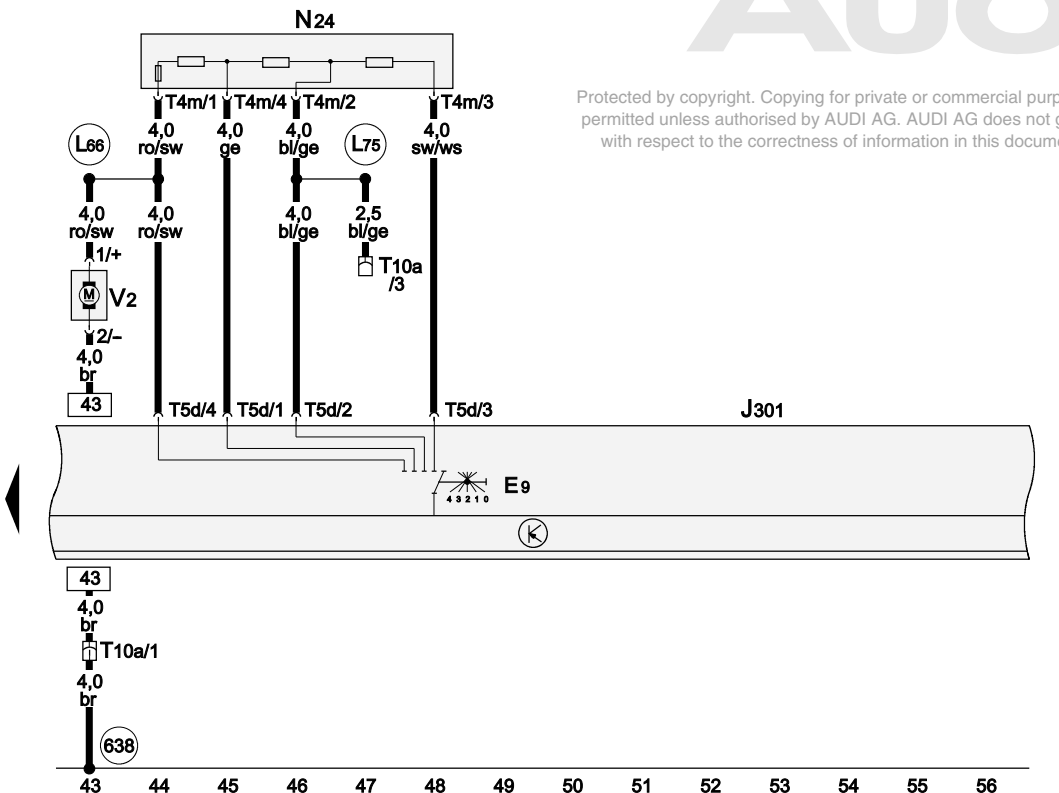 AUDI
N24
Protected by copyright. Copying for private or commercial purp
permitted unless authorised by AUDI AG. AUDI AG does not g
with respect to the correctness of information in this docume
T4m/1 T4m/4 T4m/2 T4m/3
L66 4,0 4,0 4,0 L75 4,0
ro/sw ge bl/ge sw/ws
4,0 4,0 4,0 2,5
ro/sw ro/sw bl/ge bl/ge
1/+ T10a
/3
M V2
2/–
4,0
br
43 T5d/4 T5d/1 T5d/2 T5d/3 J301
E9
4 3 2 1 0
43
4,0
br
T10a/1
4,0
br
638
43 44 45 46 47 48 49 50 51 52 53 54 55 56